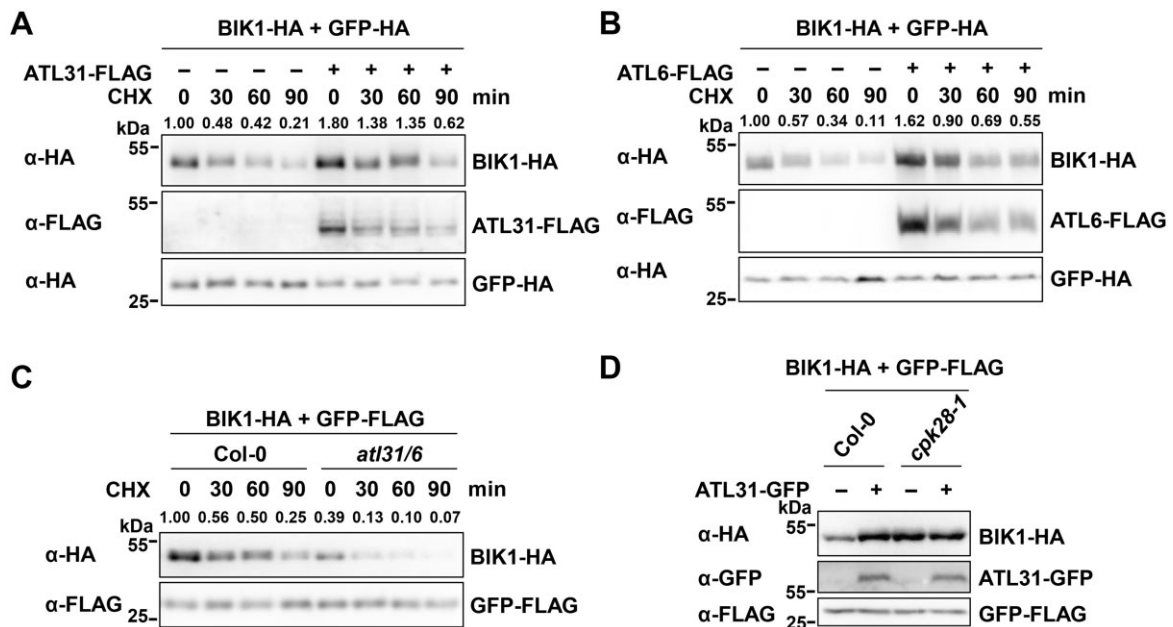 A
BIK1-HA + GFP-HA
ATL31-FLAG − − − − + + + +
CHX 0 30 60 90 0 30 60 90 min
kDa 1.00 0.48 0.42 0.21 1.80 1.38 1.35 0.62
α-HA 55 BIK1-HA
α-FLAG 55 ATL31-FLAG
α-HA 25 GFP-HA
B
BIK1-HA + GFP-HA
ATL6-FLAG − − − − + + + +
CHX 0 30 60 90 0 30 60 90 min
kDa 1.00 0.57 0.34 0.11 1.62 0.90 0.69 0.55
α-HA 55 BIK1-HA
α-FLAG 55 ATL6-FLAG
α-HA 25 GFP-HA
C
BIK1-HA + GFP-FLAG
Col-0 atl31/6
CHX 0 30 60 90 0 30 60 90 min
kDa 1.00 0.56 0.50 0.25 0.39 0.13 0.10 0.07
α-HA 55 BIK1-HA
α-FLAG 25 GFP-FLAG
D
BIK1-HA + GFP-FLAG
Col-0 cpk28-1
ATL31-GFP − + − +
kDa
α-HA 55 BIK1-HA
α-GFP 55 ATL31-GFP
α-FLAG 25 GFP-FLAG